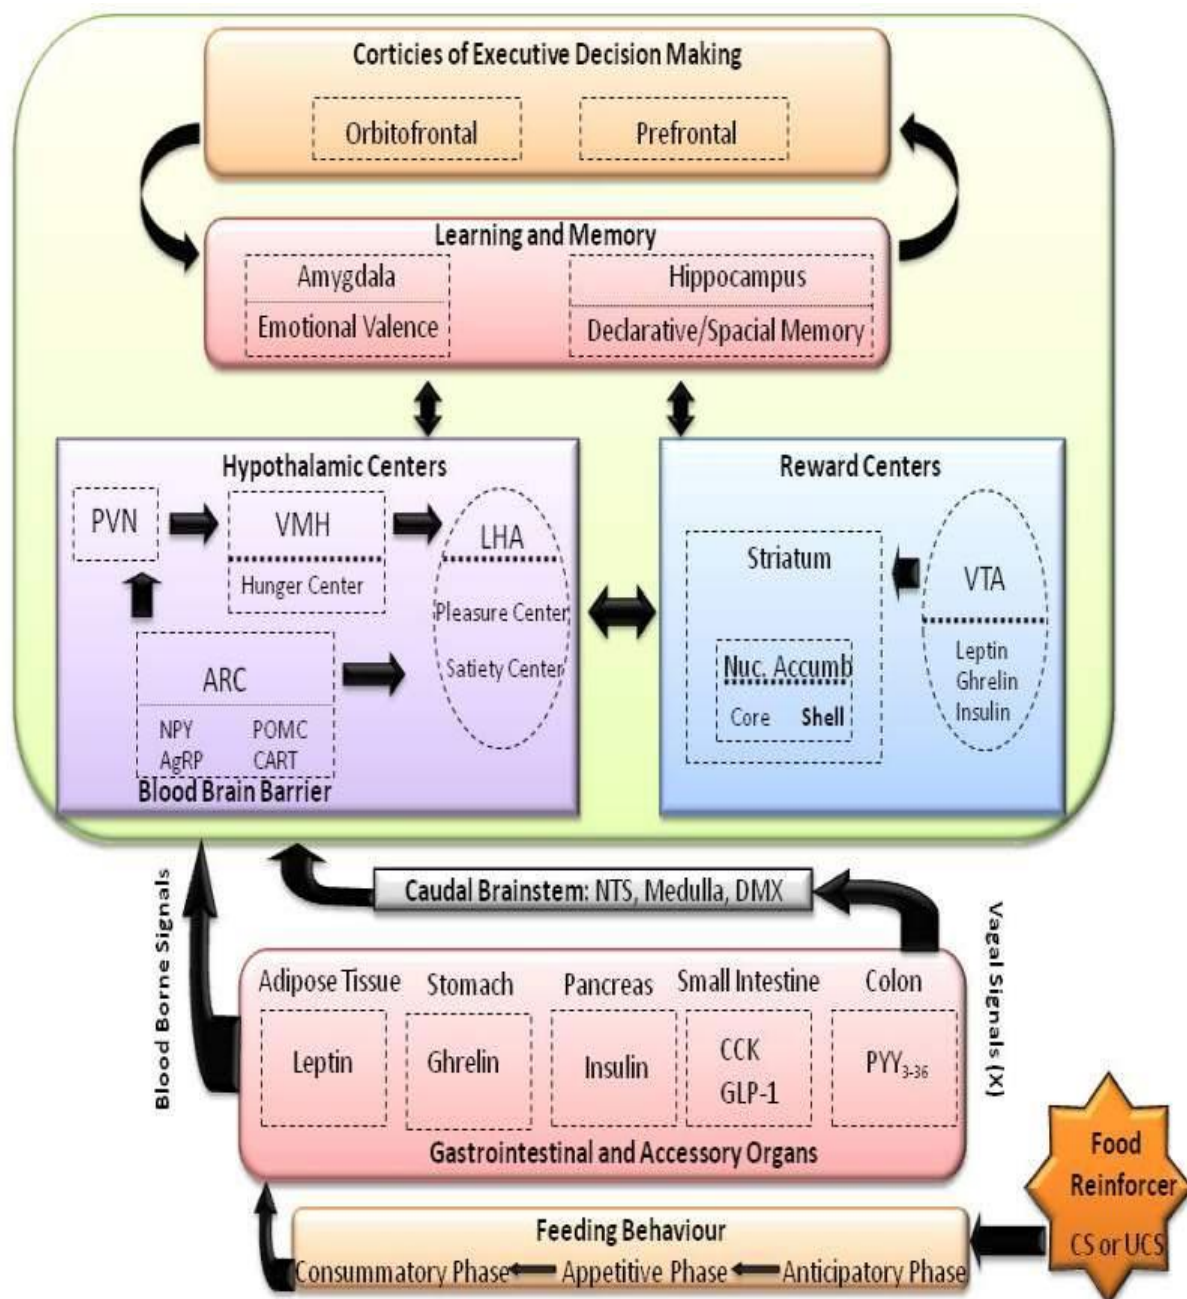 Corticies of Executive Decision Making
Orbitofrontal
Prefrontal
Learning and Memory
Amygdala
Emotional Valence
Hippocampus
Declarative/Spacial Memory
Hypothalamic Centers
PVN
VMH
Hunger Center
LHA
Pleasure Center
Satiety Center
ARC
NPY POMC
AgRP CART
Blood Brain Barrier
Reward Centers
Striatum
Nuc. Accumb
Core Shell
VTA
Leptin
Ghrelin
Insulin
Blood Borne Signals
Caudal Brainstem: NTS, Medulla, DMX
Vagal Signals (X)
Adipose Tissue
Leptin
Stomach
Ghrelin
Pancreas
Insulin
Small Intestine
CCK
GLP-1
Colon
PYY3-36
Gastrointestinal and Accessory Organs
Food
Reinforcer
CS or UCS
Feeding Behaviour
Consummatory Phase Appetitive Phase Anticipatory Phase